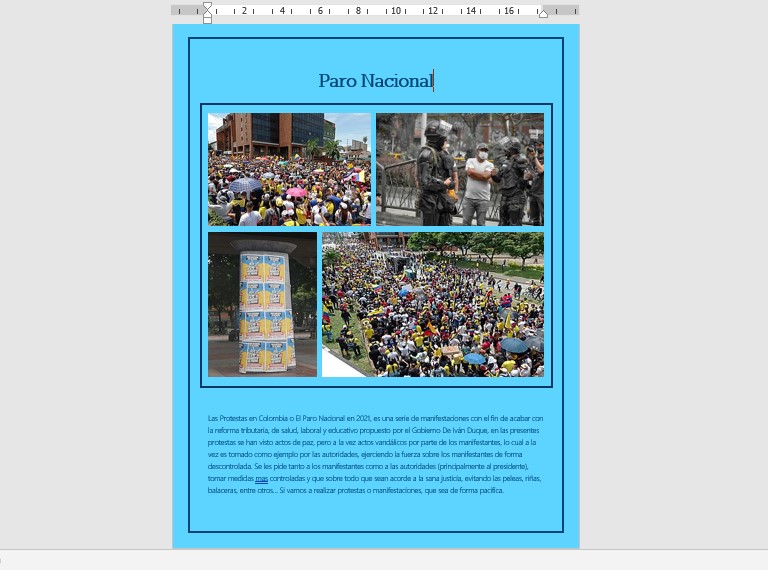 2 4 6 8 10 12 14 16
Paro Nacional
Las Protestas en Colombia o El Paro Nacional en 2021, es una serie de manifestaciones con el fin de acabar con
la reforma tributaria, de salud, laboral y educativo propuesto por el Gobierno De Iván Duque, en las presentes
protestas se han visto actos de paz, pero a la vez actos vandálicos por parte de los manifestantes, lo cual a la
vez es tomado como ejemplo por las autoridades, ejerciendo la fuerza sobre los manifestantes de forma
descontrolada. Se les pide tanto a los manifestantes como a las autoridades (principalmente al presidente),
tomar medidas mas controladas y que sobre todo que sean acorde a la sana justicia, evitando las peleas, riñas,
balaceras, entre otros... Si vamos a realizar protestas o manifestaciones, que sea de forma pacífica.